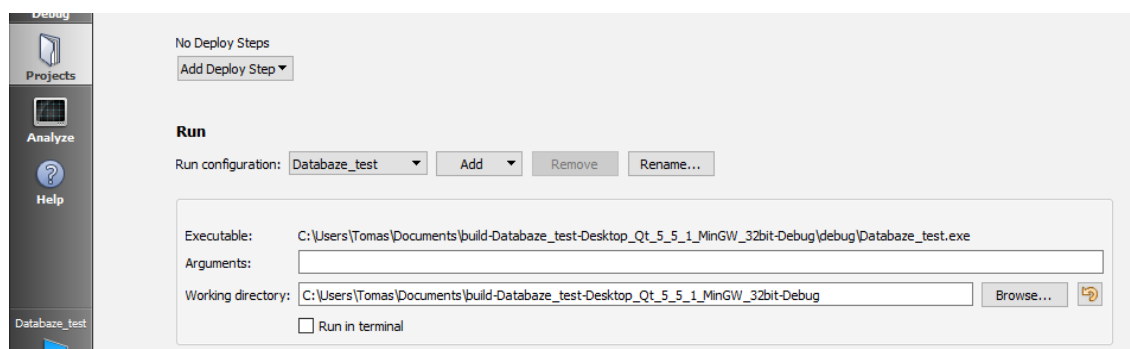 Debug
Projects
Analyze
Help
Databaze_test
No Deploy Steps
Add Deploy Step
Run
Run configuration: Databaze_test Add Remove Rename...
Executable: C:\Users\Tomas\Documents\build-Databaze_test-Desktop_Qt_5_5_1_MinGW_32bit-Debug\debug\Databaze_test.exe
Arguments:
Working directory: C:\Users\Tomas\Documents\build-Databaze_test-Desktop_Qt_5_5_1_MinGW_32bit-Debug Browse...
Run in terminal